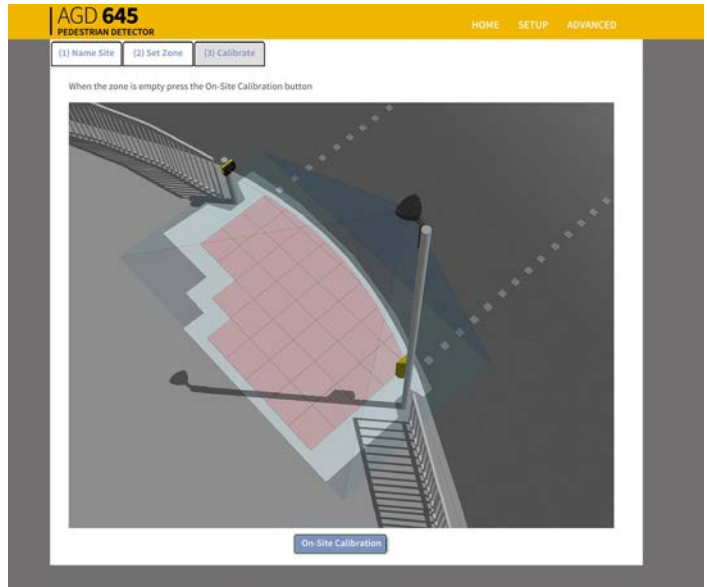 AGD 645
PEDESTRIAN DETECTOR
HOME SETUP ADVANCED
(1) Name Site (2) Set Zone (3) Calibrate
When the zone is empty press the On-Site Calibration button
On-Site Calibration